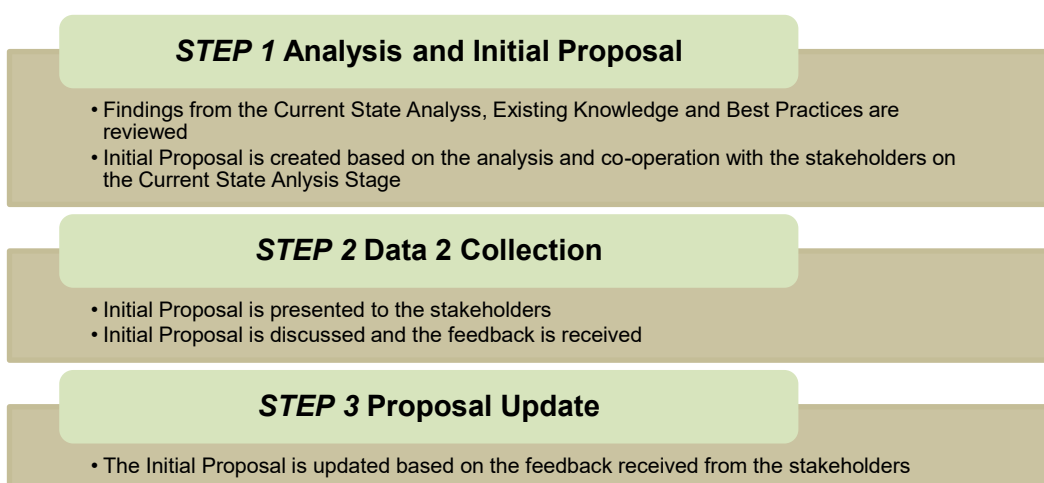 STEP 1 Analysis and Initial Proposal
• Findings from the Current State Analyss, Existing Knowledge and Best Practices are
reviewed
• Initial Proposal is created based on the analysis and co-operation with the stakeholders on
the Current State Anlysis Stage
STEP 2 Data 2 Collection
• Initial Proposal is presented to the stakeholders
• Initial Proposal is discussed and the feedback is received
STEP 3 Proposal Update
• The Initial Proposal is updated based on the feedback received from the stakeholders